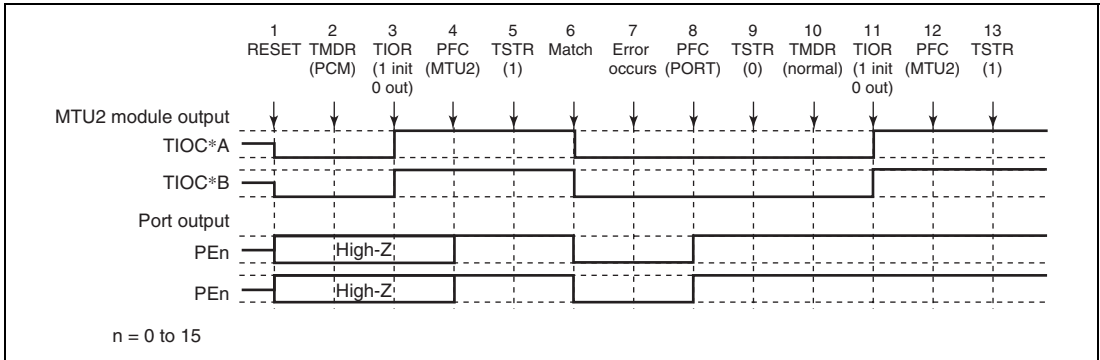 1 2 3 4 5 6 7 8 9 10 11 12 13
RESET TMDR TIOR PFC TSTR Match Error PFC TSTR TMDR TIOR PFC TSTR
(PCM) (1 init (MTU2) (1) occurs (PORT) (0) (normal) (1 init (MTU2) (1)
0 out) 0 out)
MTU2 module output
TIOC*A
TIOC*B
Port output
PEn High-Z
PEn High-Z
n = 0 to 15